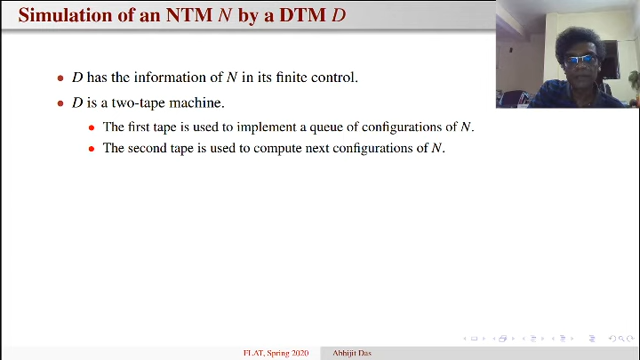 Simulation of an NTM N by a DTM D
• D has the information of N in its finite control.
• D is a two-tape machine.
• The first tape is used to implement a queue of configurations of N.
• The second tape is used to compute next configurations of N.
FLAT, Spring 2020 Abhijit Das